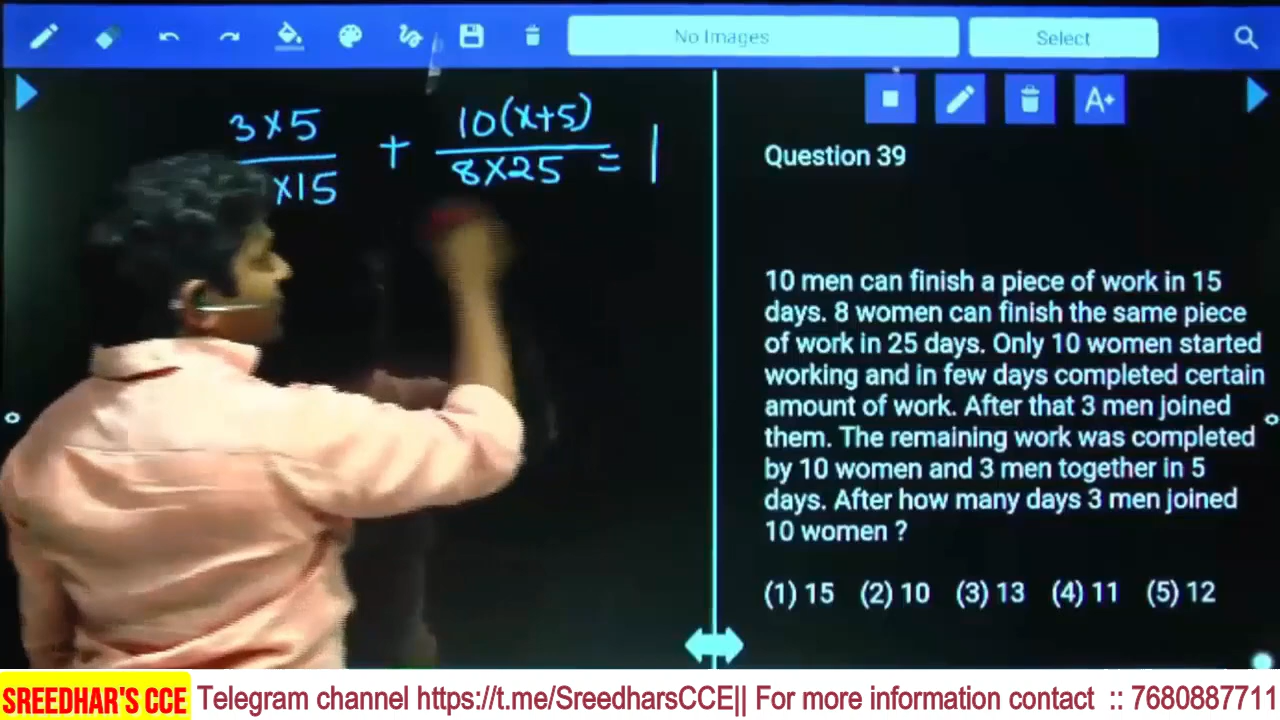 No Images
Select
3×5 + 10(x+5)
×15 8×25 = 1
A+
Question 39
10 men can finish a piece of work in 15
days. 8 women can finish the same piece
of work in 25 days. Only 10 women started
working and in few days completed certain
amount of work. After that 3 men joined
them. The remaining work was completed
by 10 women and 3 men together in 5
days. After how many days 3 men joined
10 women ?
(1) 15 (2) 10 (3) 13 (4) 11 (5) 12
SREEDHAR'S CCE Telegram channel https://t.me/SreedharsCCE|| For more information contact :: 7680887711